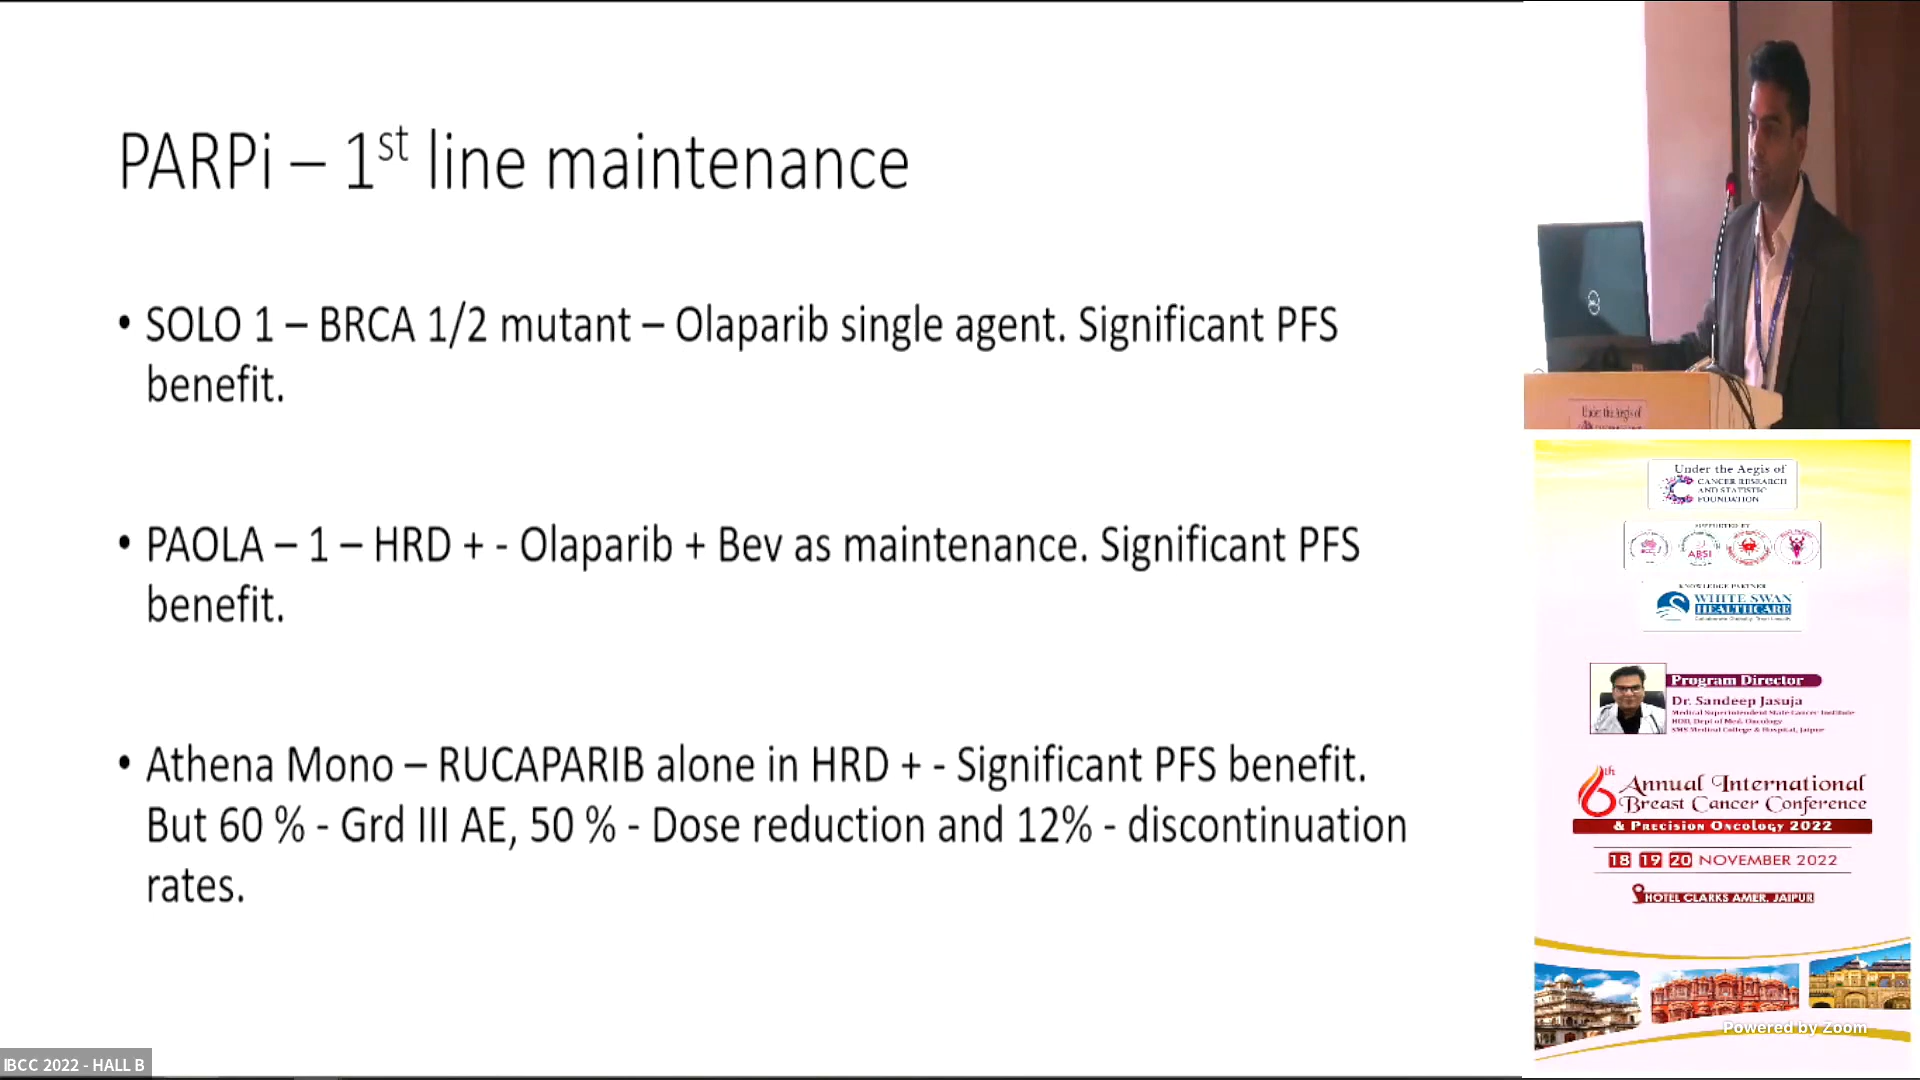 PARPi – 1st line maintenance
• SOLO 1 – BRCA 1/2 mutant – Olaparib single agent. Significant PFS
benefit.
• PAOLA – 1 – HRD + - Olaparib + Bev as maintenance. Significant PFS
benefit.
• Athena Mono – RUCAPARIB alone in HRD + - Significant PFS benefit.
But 60 % - Grd III AE, 50 % - Dose reduction and 12% - discontinuation
rates.
IBCC 2022 - HALL B
Under the Aegis of
Under the Aegis of
CANCER RESEARCH
AND STATISTIC
FOUNDATION
SUPPORTED BY
ABSI
KNOWLEDGE PARTNER
WHITE SWAN
HEALTHCARE
Program Director
Dr. Sandeep Jasuja
Medical Superintendent State Cancer Institute
HOD, Dept of Med. Oncology
SMS Medical College & Hospital, Jaipur
6th Annual International
Breast Cancer Conference
& Precision Oncology 2022
18 19 20 NOVEMBER 2022
HOTEL CLARKS AMER, JAIPUR
Powered by Zoom